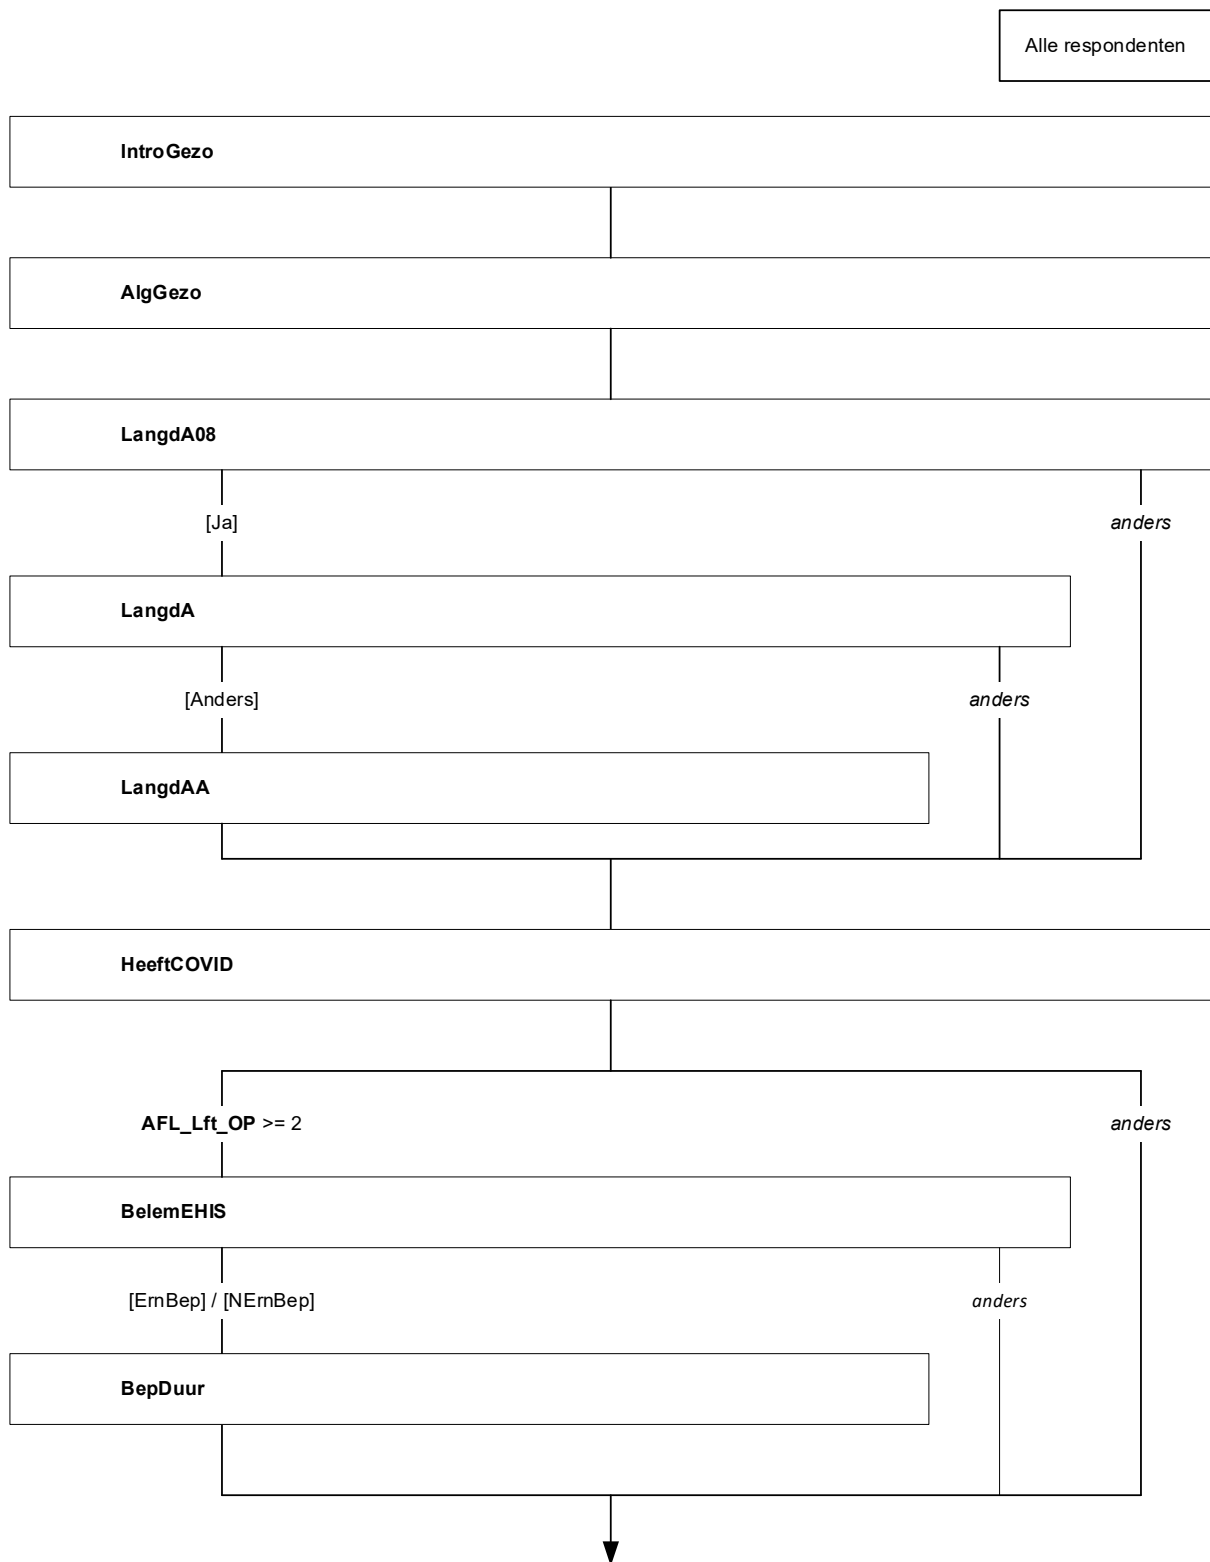 Alle respondenten
IntroGezo
AlgGezo
LangdA08
[Ja] anders
LangdA
[Anders] anders
LangdAA
HeeftCOVID
AFL_Lft_OP >= 2 anders
BelemEHIS
[ErnBep] / [NErnBep] anders
BepDuur